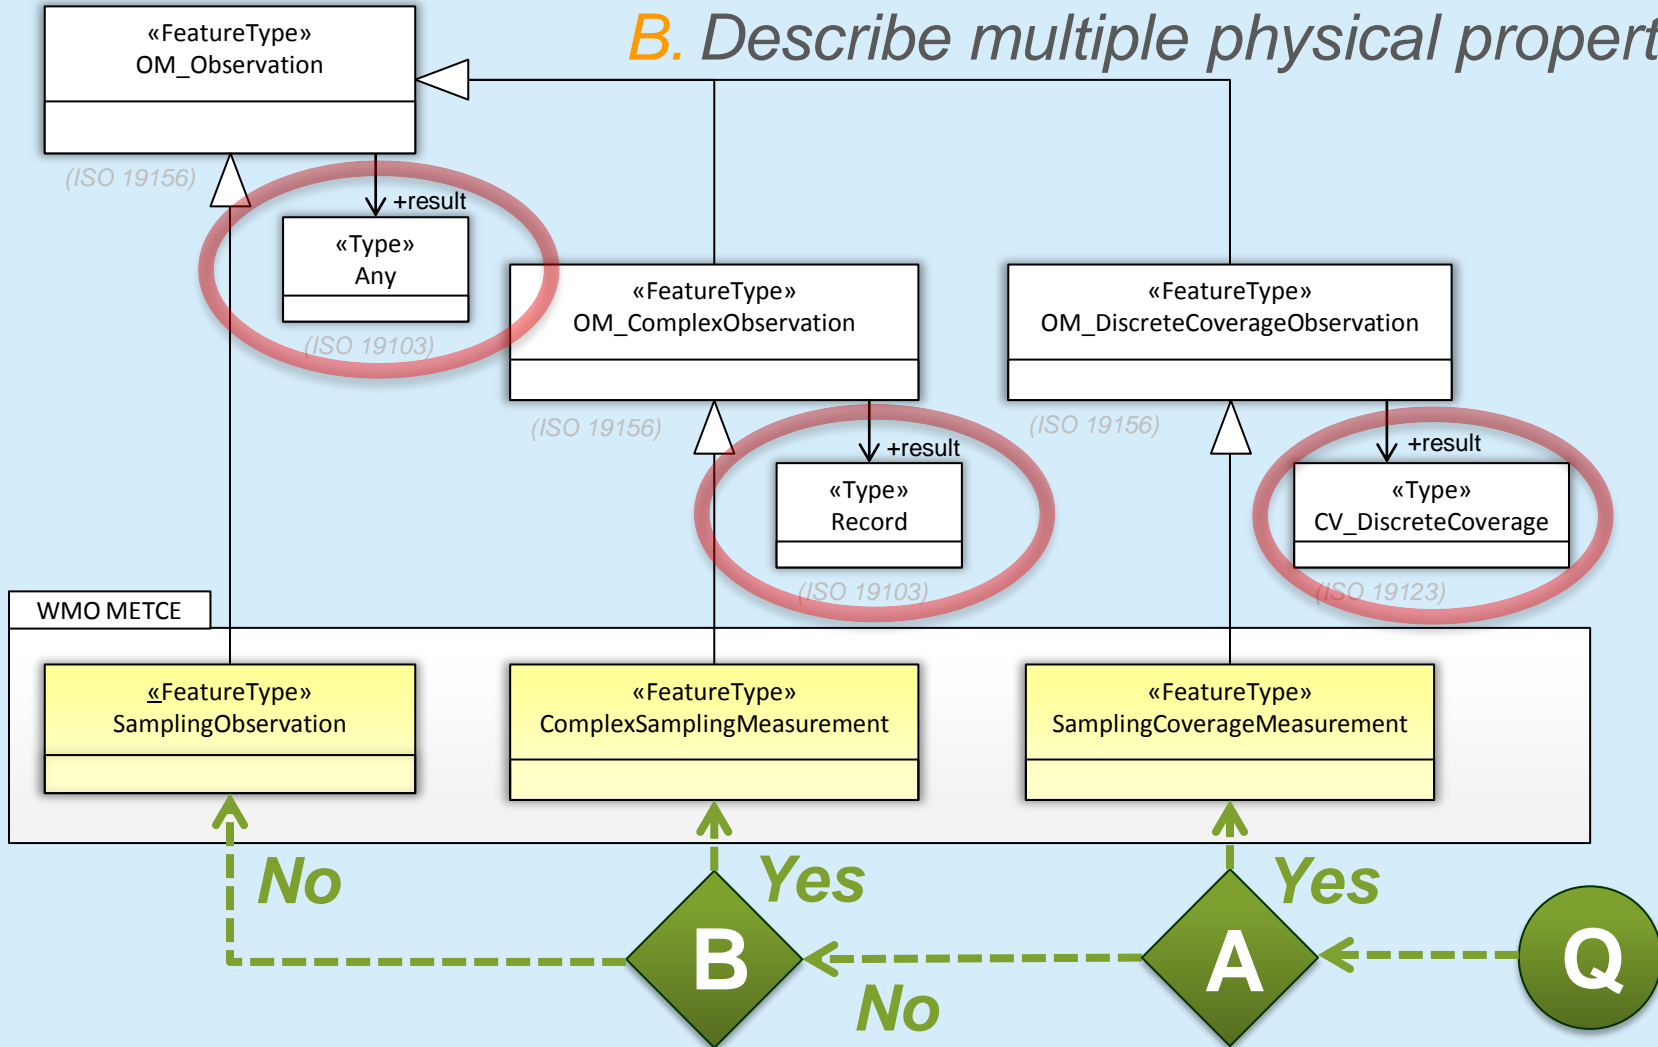 B. Describe multiple physical propert
«FeatureType»
OM_Observation
(ISO 19156)
+result
«Type»
Any
(ISO 19103)
«FeatureType»
OM_ComplexObservation
(ISO 19156)
+result
«Type»
Record
(ISO 19103)
«FeatureType»
OM_DiscreteCoverageObservation
(ISO 19156)
+result
«Type»
CV_DiscreteCoverage
(ISO 19123)
WMO METCE
«FeatureType»
SamplingObservation
«FeatureType»
ComplexSamplingMeasurement
«FeatureType»
SamplingCoverageMeasurement
No
Yes
Yes
B
A
Q
No